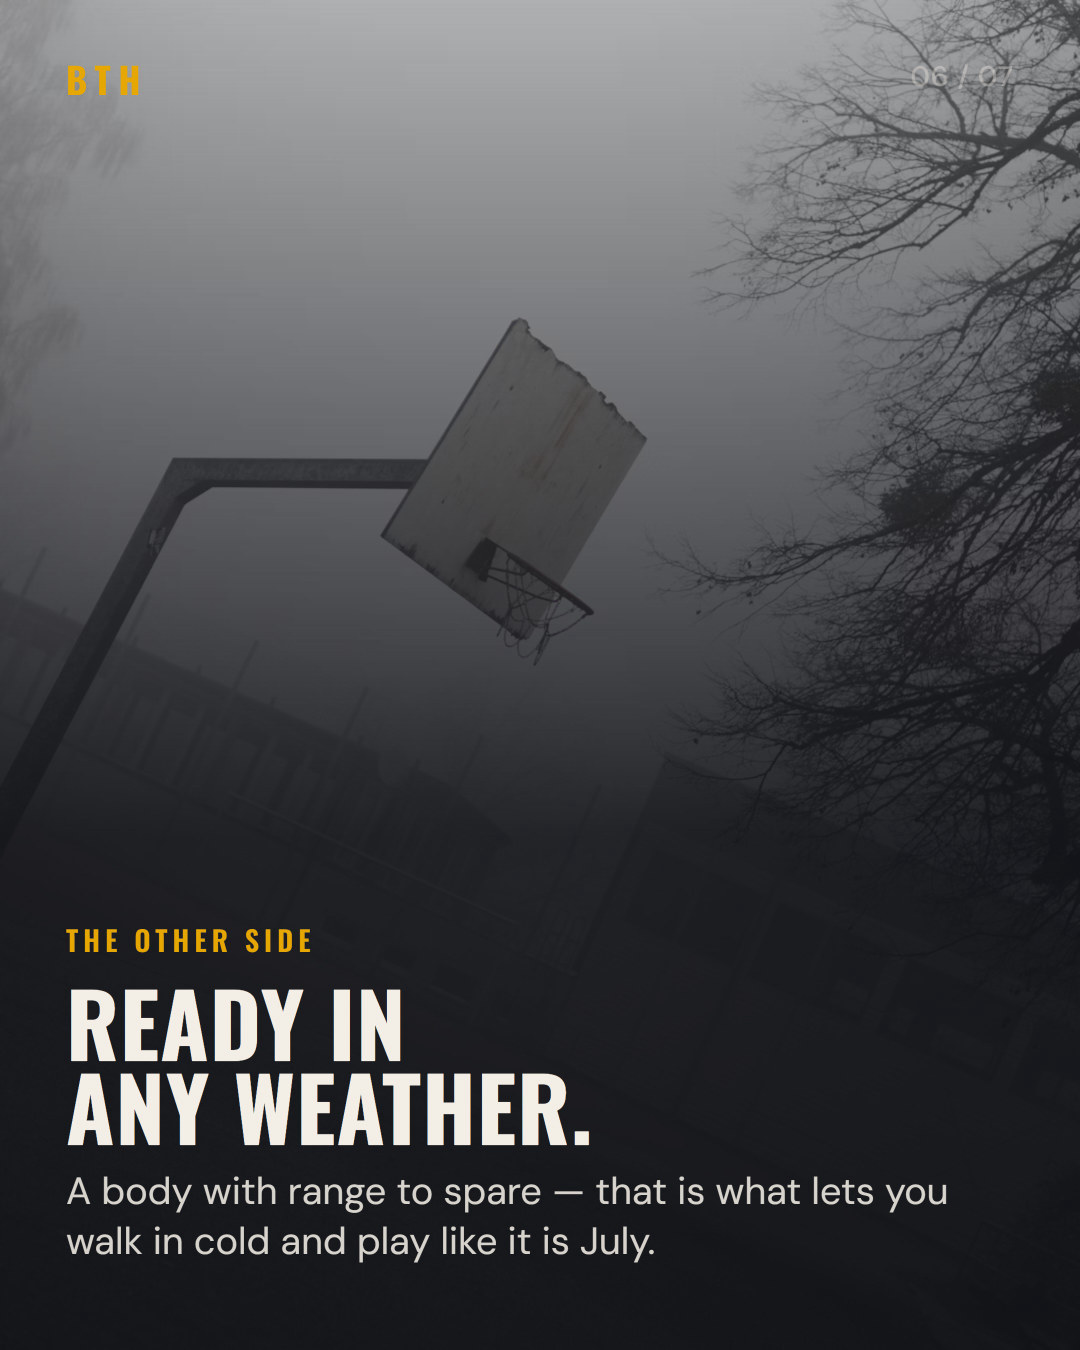 BTH
06 / 07
THE OTHER SIDE
READY IN
ANY WEATHER.
A body with range to spare — that is what lets you
walk in cold and play like it is July.